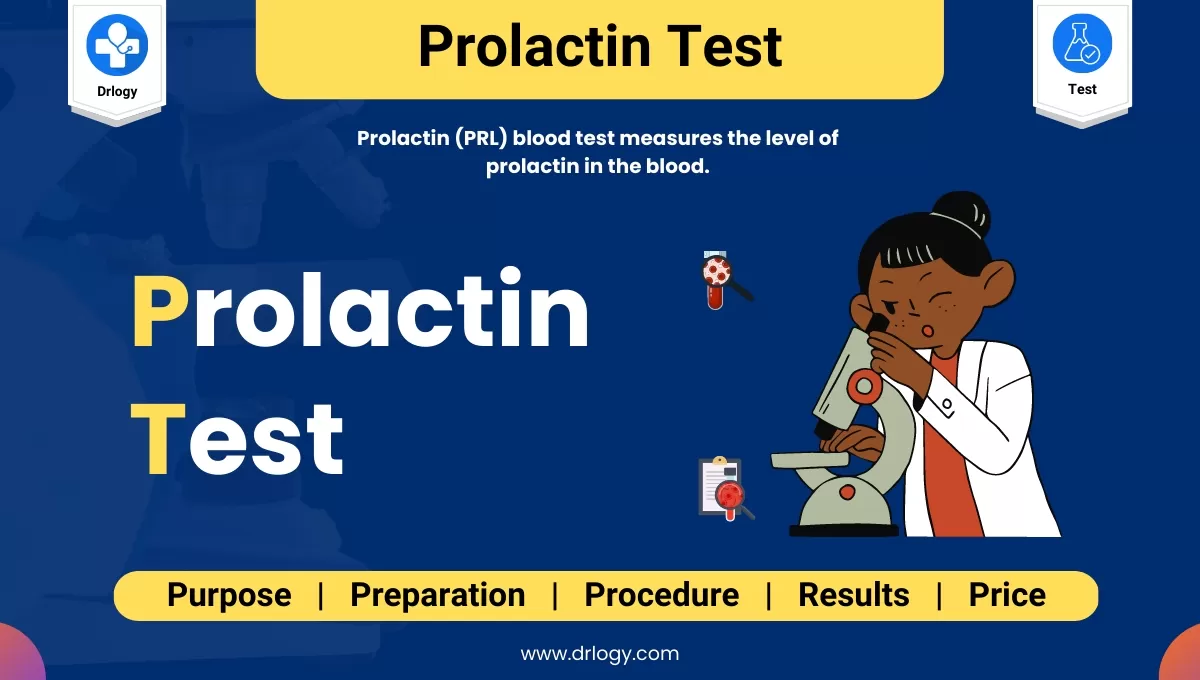 Prolactin Test
Drlogy
Test
Prolactin (PRL) blood test measures the level of
prolactin in the blood.
Prolactin
Test
Purpose | Preparation | Procedure | Results | Price
www.drlogy.com